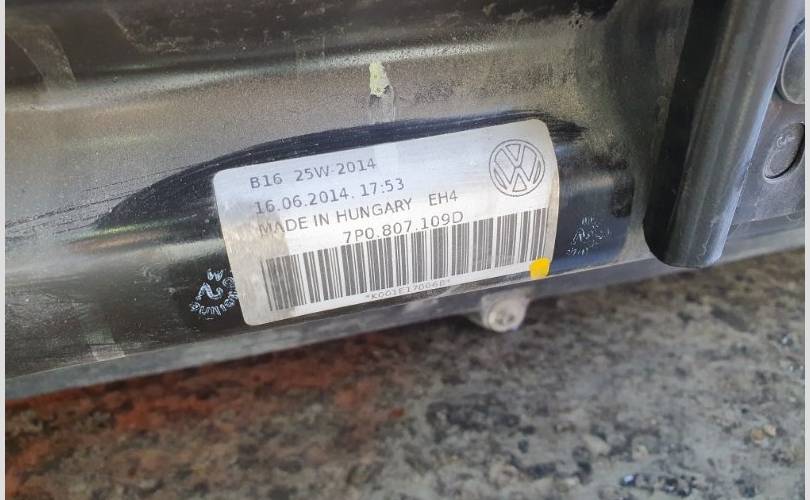 B16 25W-2014
16.06.2014. 17:53
MADE IN HUNGARY EH4
7P0.807.109D